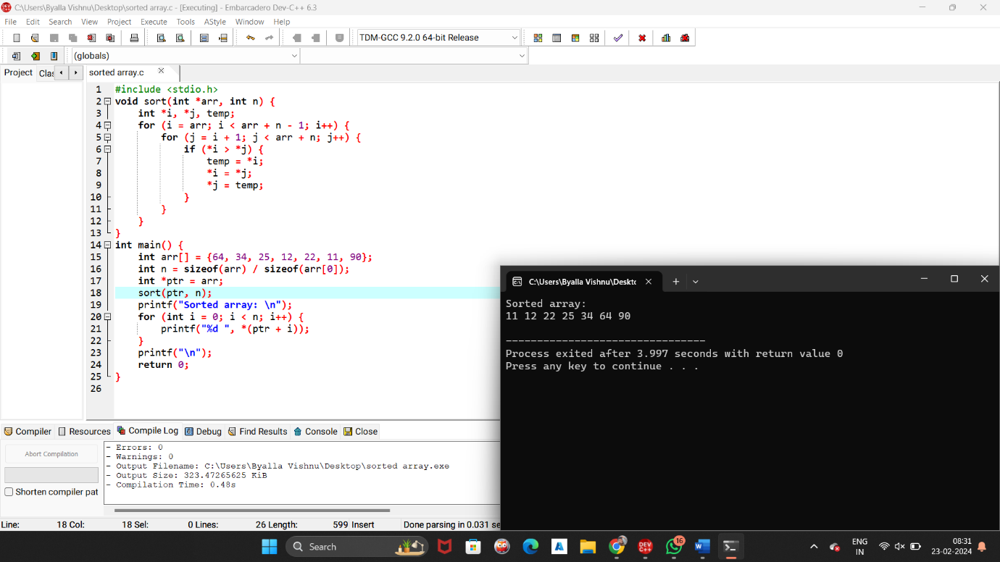 C:\Users\Byalla Vishnu\Desktop\sorted array.c - [Executing] - Embarcadero Dev-C++ 6.3
File Edit Search View Project Execute Tools AStyle Window Help
TDM-GCC 9.2.0 64-bit Release
(globals)
Project Clas sorted array.c
1 #include <stdio.h>
2 void sort(int *arr, int n) {
3 int *i, *j, temp;
4 for (i = arr; i < arr + n - 1; i++) {
5 for (j = i + 1; j < arr + n; j++) {
6 if (*i > *j) {
7 temp = *i;
8 *i = *j;
9 *j = temp;
10 }
11 }
12 }
13 }
14 int main() {
15 int arr[] = {64, 34, 25, 12, 22, 11, 90};
16 int n = sizeof(arr) / sizeof(arr[0]);
17 int *ptr = arr;
18 sort(ptr, n);
19 printf("Sorted array: \n");
20 for (int i = 0; i < n; i++) {
21 printf("%d ", *(ptr + i));
22 }
23 printf("\n");
24 return 0;
25 }
26
C:\Users\Byalla Vishnu\Deskto
Sorted array:
11 12 22 25 34 64 90
--------------------------------
Process exited after 3.997 seconds with return value 0
Press any key to continue . . .
Compiler Resources Compile Log Debug Find Results Console Close
Abort Compilation
Shorten compiler pat
- Errors: 0
- Warnings: 0
- Output Filename: C:\Users\Byalla Vishnu\Desktop\sorted array.exe
- Output Size: 323.47265625 KiB
- Compilation Time: 0.48s
Line: 18 Col: 18 Sel: 0 Lines: 26 Length: 599 Insert Done parsing in 0.031 se
Search
DEV C++
16
ENG
IN
08:31
23-02-2024